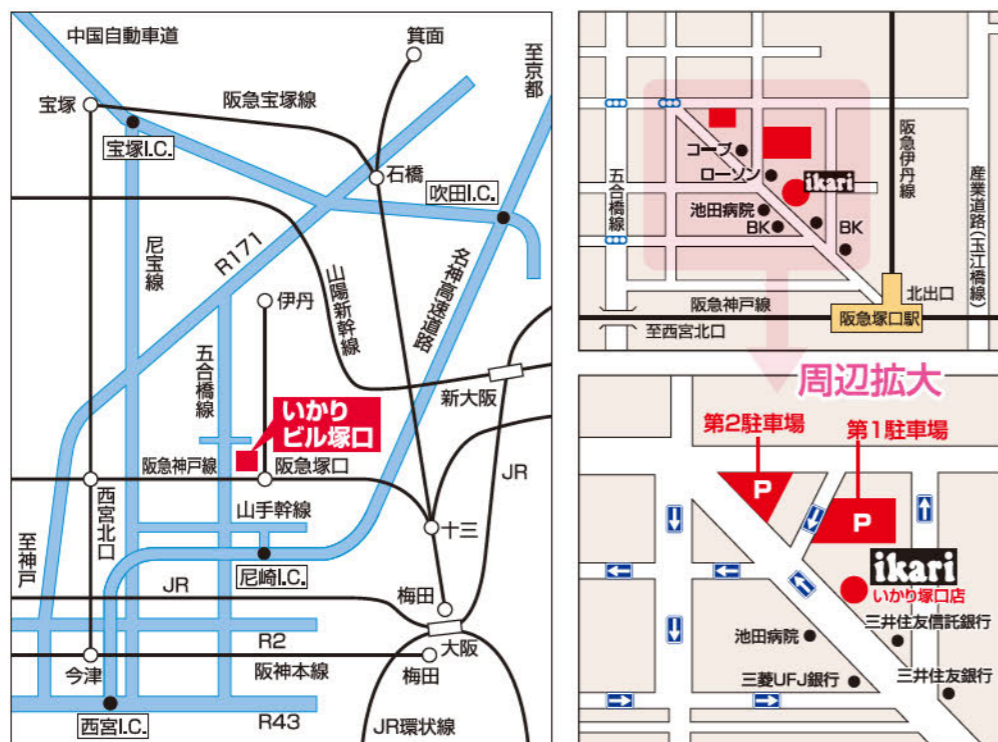 中国自動車道
箕面
至京都
宝塚
阪急宝塚線
宝塚I.C.
石橋
吹田I.C.
尼宝線
R171
山陽新幹線
名神高速道路
伊丹
五合橋線
新大阪
いかり
ビル塚口
阪急神戸線
阪急塚口
JR
西宮北口
山手幹線
十三
至神戸
尼崎I.C.
JR
梅田
R2
大阪
今津
阪神本線
梅田
西宮I.C.
R43
JR環状線
コープ
ローソン
ikari
阪急伊丹線
五合橋線
産業道路(玉江橋線)
池田病院
BK
BK
北出口
阪急神戸線
阪急塚口駅
至西宮北口
周辺拡大
第2駐車場
第1駐車場
P
P
ikari
いかり塚口店
池田病院
三井住友信託銀行
三菱UFJ銀行
三井住友銀行